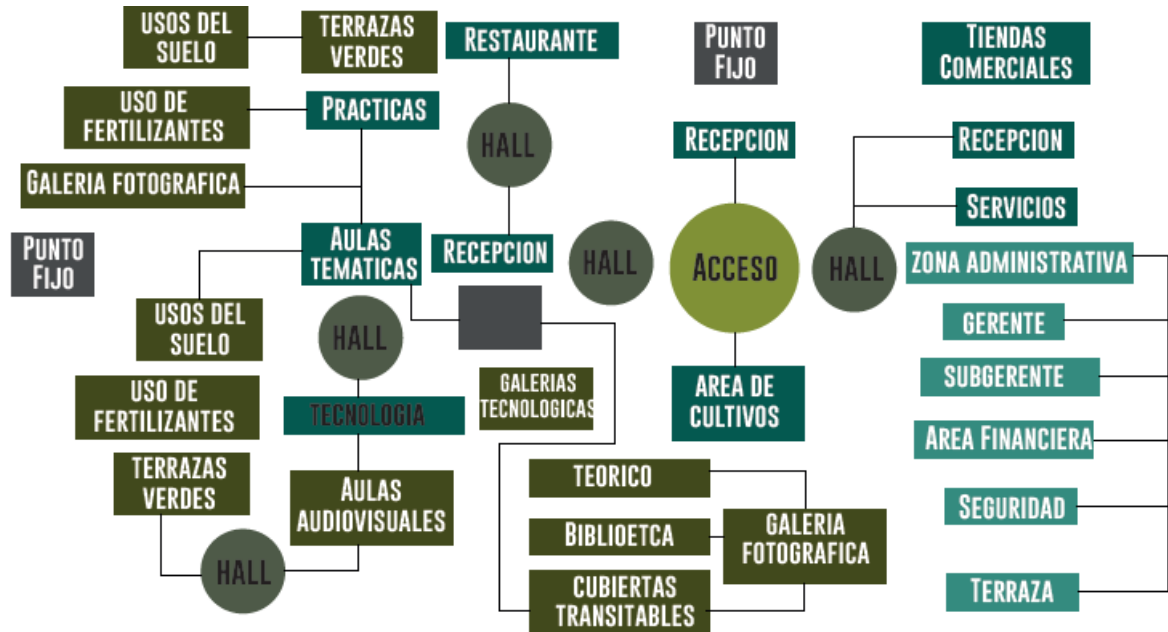 USOS DEL
SUELO
TERRAZAS
VERDES
RESTAURANTE
PUNTO
FIJO
TIENDAS
COMERCIALES
USO DE
FERTILIZANTES
PRACTICAS
HALL
RECEPCION
RECEPCION
GALERIA FOTOGRAFICA
SERVICIOS
PUNTO
FIJO
AULAS
TEMATICAS
RECEPCION
HALL
ACCESO
HALL
ZONA ADMINISTRATIVA
USOS DEL
SUELO
HALL
GERENTE
GALERIAS
TECNOLOGICAS
SUBGERENTE
USO DE
FERTILIZANTES
TECNOLOGIA
AREA DE
CULTIVOS
AREA FINANCIERA
TERRAZAS
VERDES
AULAS
AUDIOVISUALES
TEORICO
SEGURIDAD
BIBLIOETCA
GALERIA
FOTOGRAFICA
HALL
CUBIERTAS
TRANSITABLES
TERRAZA